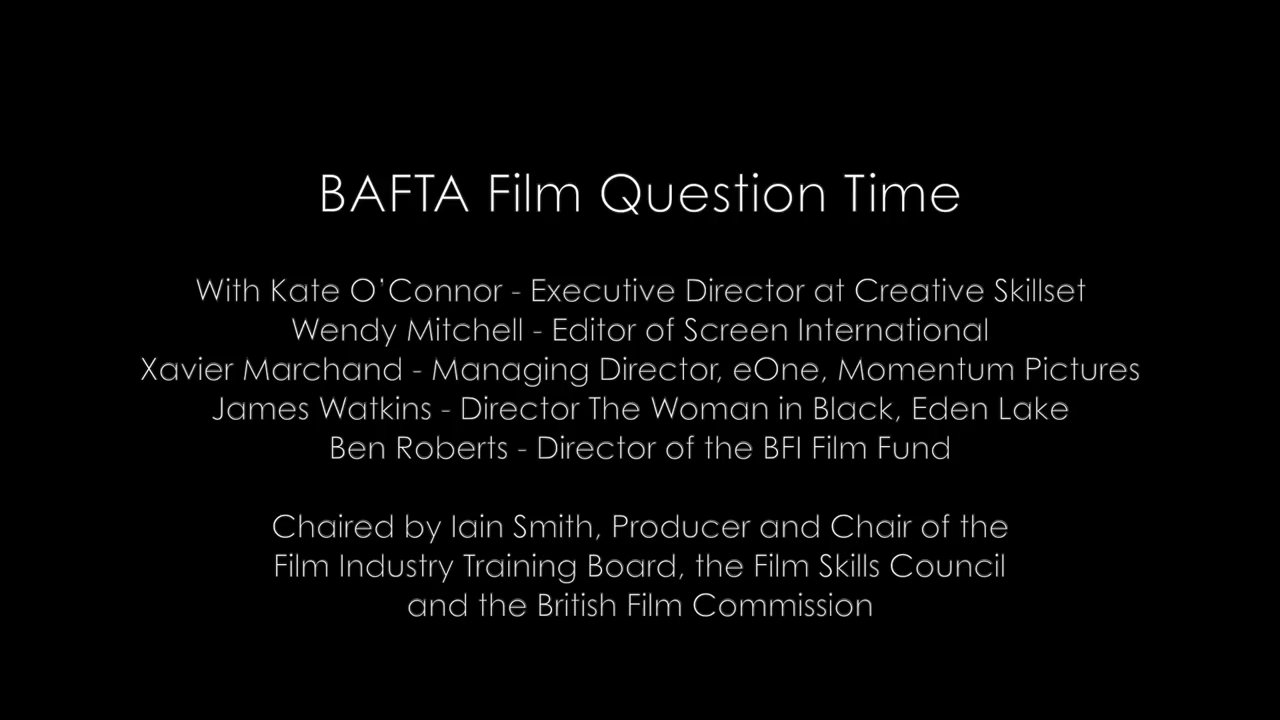 BAFTA Film Question Time
With Kate O'Connor - Executive Director at Creative Skillset
Wendy Mitchell - Editor of Screen International
Xavier Marchand - Managing Director, eOne, Momentum Pictures
James Watkins - Director The Woman in Black, Eden Lake
Ben Roberts - Director of the BFI Film Fund
Chaired by Iain Smith, Producer and Chair of the
Film Industry Training Board, the Film Skills Council
and the British Film Commission